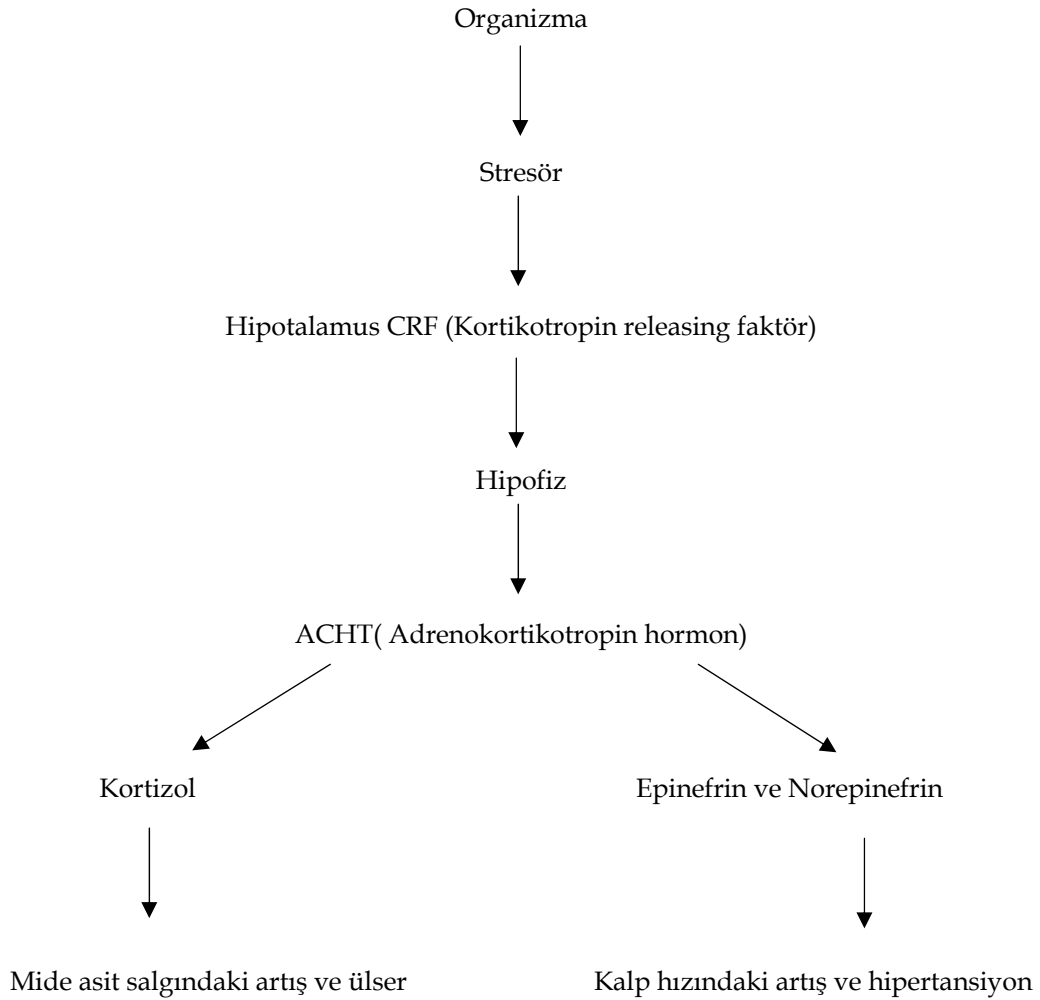 Organizma
Stresör
Hipotalamus CRF (Kortikotropin releasing faktör)
Hipofiz
ACHT( Adrenokortikotropin hormon)
Kortizol
Epinefrin ve Norepinefrin
Mide asit salgındaki artış ve ülser
Kalp hızındaki artış ve hipertansiyon